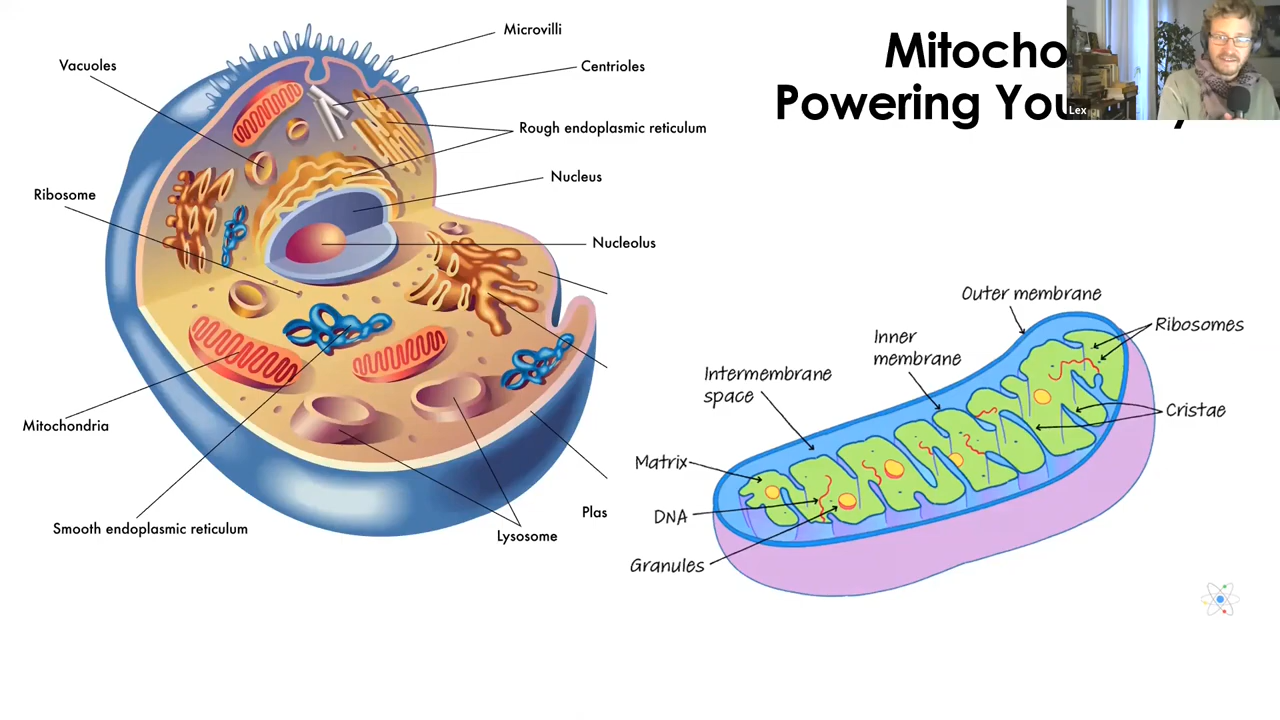 Mitocho
Powering You
Lex
Microvilli
Vacuoles
Centrioles
Rough endoplasmic reticulum
Nucleus
Ribosome
Nucleolus
Mitochondria
Smooth endoplasmic reticulum
Plas
Lysosome
Outer membrane
Ribosomes
Inner
membrane
Intermembrane
space
Cristae
Matrix
DNA
Granules